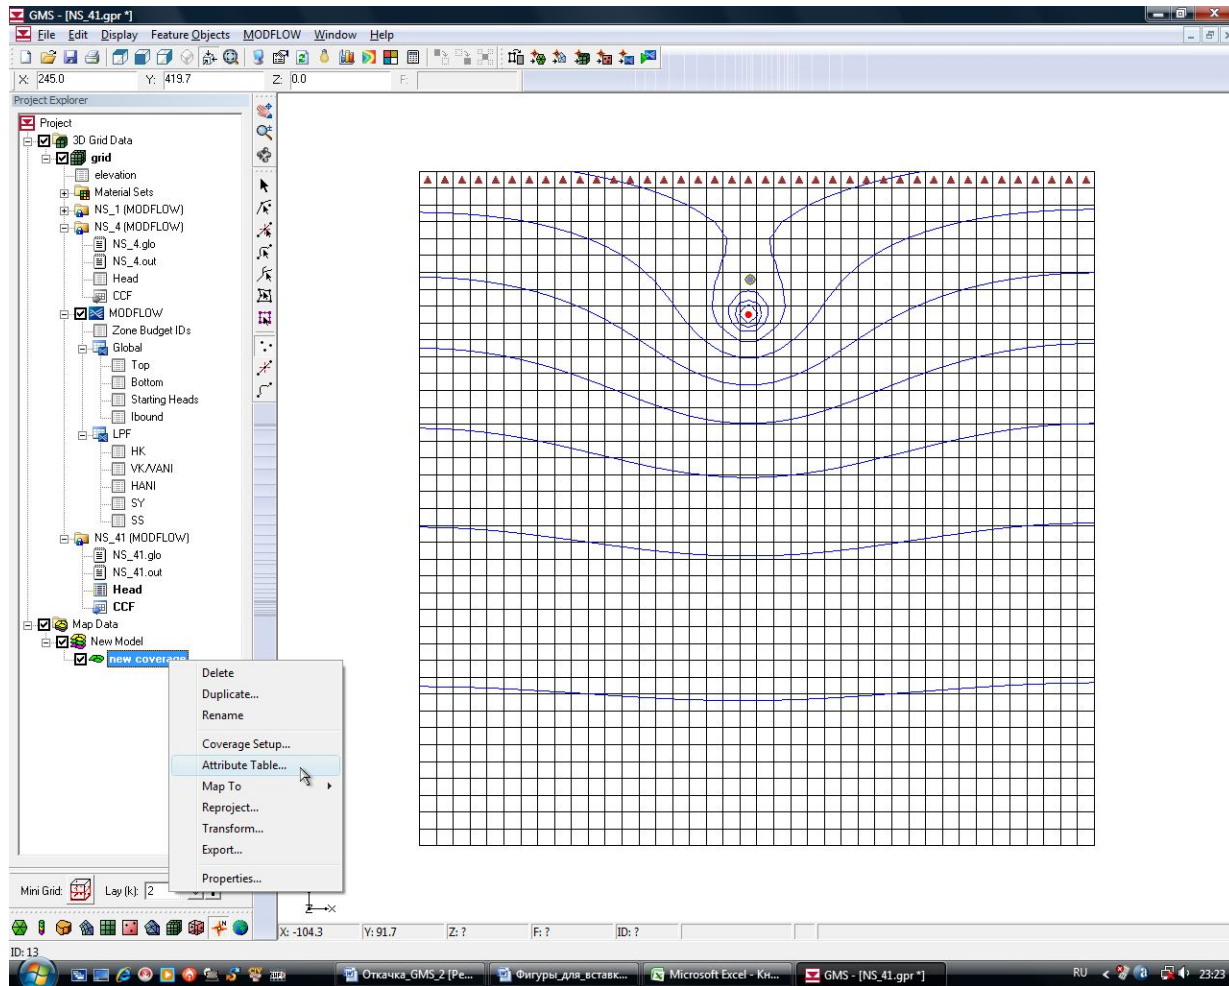 GMS - [NS_41.gpr *]
File Edit Display Feature Objects MODFLOW Window Help
X: 245.0 Y: 419.7 Z: 0.0 F:
Project Explorer
Project
3D Grid Data
grid
elevation
Material Sets
NS_1 (MODFLOW)
NS_4 (MODFLOW)
NS_4.glo
NS_4.out
Head
CCF
MODFLOW
Zone Budget IDs
Global
Top
Bottom
Starting Heads
Ibound
LPF
HK
VK/VANI
HANI
SY
SS
NS_41 (MODFLOW)
NS_41.glo
NS_41.out
Head
CCF
Map Data
New Model
new coverage
Delete
Duplicate...
Rename
Coverage Setup...
Attribute Table...
Map To
Reproject...
Transform...
Export...
Properties...
Mini Grid: Lay (k): 2
Z X
X: -104.3 Y: 91.7 Z: ? F: ? ID: ?
ID: 13
Откачка_GMS_2 [Ре... Фигуры_для_вставк... Microsoft Excel - Кн... GMS - [NS_41.gpr *] RU 23:23